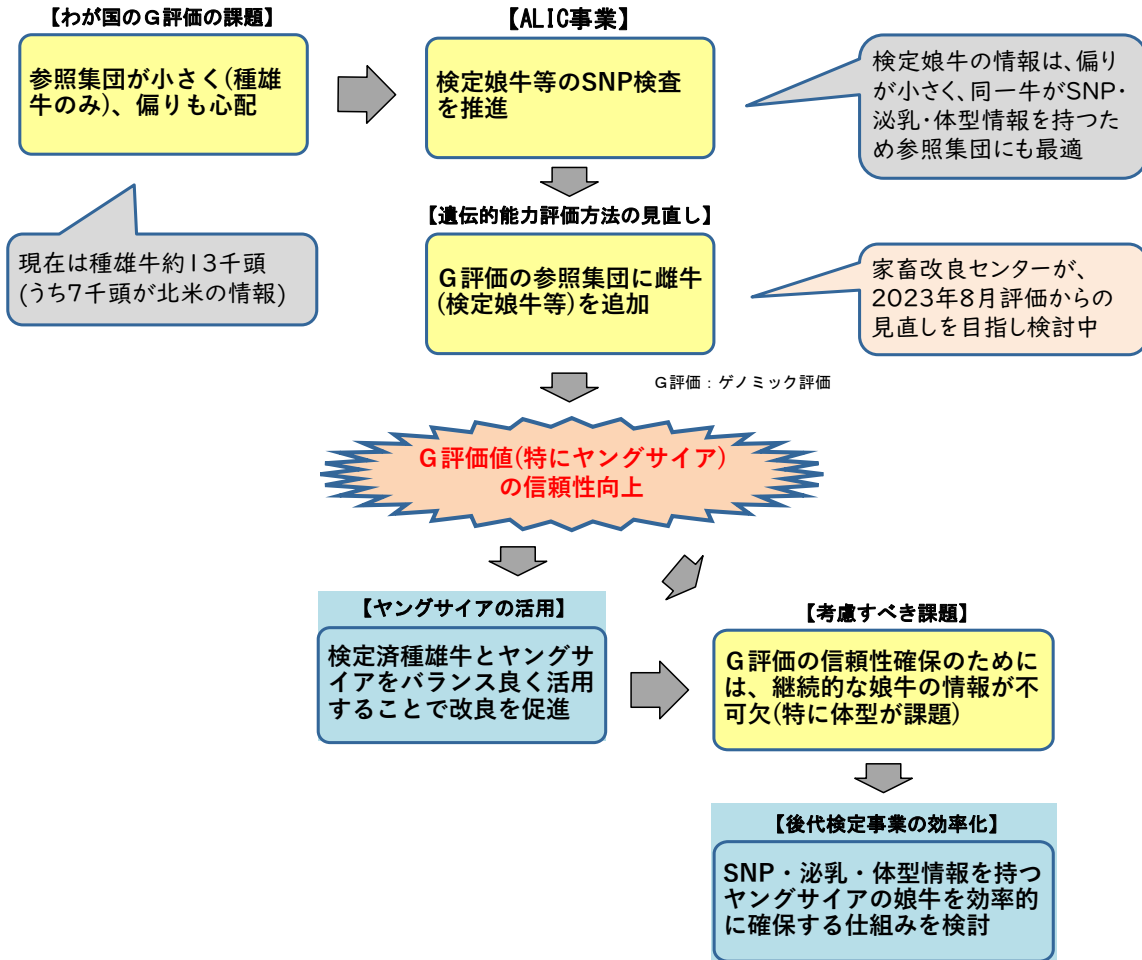 【わが国のG評価の課題】
参照集団が小さく(種雄
牛のみ)、偏りも心配
現在は種雄牛約13千頭
(うち7千頭が北米の情報)
【ALIC事業】
検定娘牛等のSNP検査
を推進
検定娘牛の情報は、偏り
が小さく、同一牛がSNP・
泌乳・体型情報を持つた
め参照集団にも最適
【遺伝的能力評価方法の見直し】
G評価の参照集団に雌牛
(検定娘牛等)を追加
家畜改良センターが、
2023年8月評価からの
見直しを目指し検討中
G評価：ゲノミック評価
G評価値(特にヤングサイア)
の信頼性向上
【ヤングサイアの活用】
検定済種雄牛とヤングサ
イアをバランス良く活用
することで改良を促進
【考慮すべき課題】
G評価の信頼性確保のために
は、継続的な娘牛の情報が不
可欠(特に体型が課題)
【後代検定事業の効率化】
SNP・泌乳・体型情報を持つ
ヤングサイアの娘牛を効率的
に確保する仕組みを検討